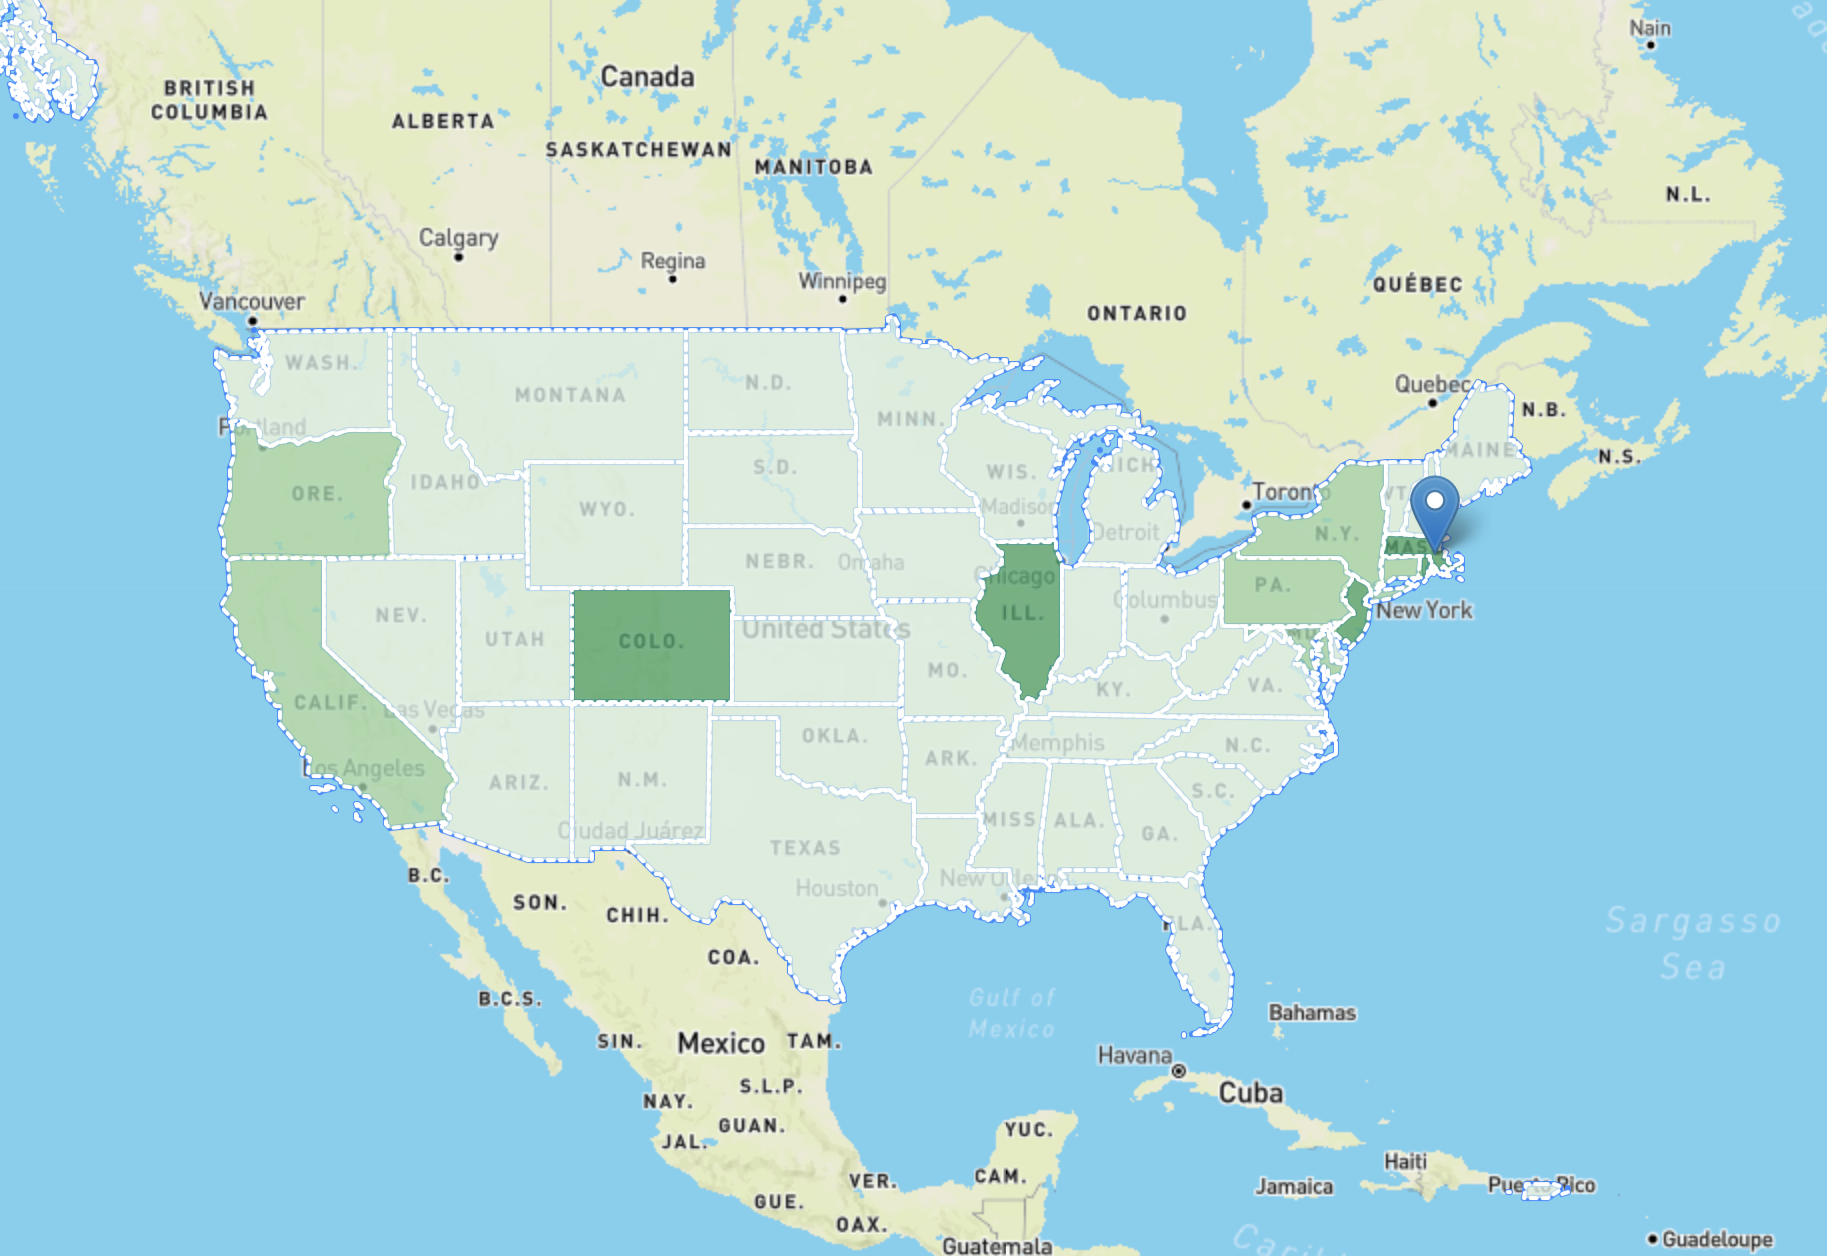 Nain
Canada
BRITISH
COLUMBIA
ALBERTA
SASKATCHEWAN
MANITOBA
N.L.
Calgary
Regina
Winnipeg
QUÉBEC
Vancouver
ONTARIO
WASH.
MONTANA
N.D.
MINN.
Quebec
N.B.
Portland
MAINE
N.S.
S.D.
WIS.
MICH.
ORE.
IDAHO
WYO.
Madison
Toronto
VT.
Detroit
N.Y.
MASS.
NEBR.
Omaha
Chicago
PA.
Columbus
New York
NEV.
UTAH
COLO.
United States
ILL.
MD.
MO.
KY.
VA.
CALIF.
Las Vegas
OKLA.
Memphis
N.C.
Los Angeles
ARIZ.
N.M.
ARK.
S.C.
Ciudad Juárez
MISS.
ALA.
GA.
TEXAS
B.C.
Houston
New Orleans
SON.
CHIH.
FLA.
Sargasso
Sea
COA.
B.C.S.
Gulf of
Mexico
Bahamas
SIN.
Mexico
TAM.
Havana
Cuba
S.L.P.
NAY.
GUAN.
YUC.
JAL.
Haiti
VER.
CAM.
Jamaica
Puerto Rico
GUE.
OAX.
Guatemala
Guadeloupe